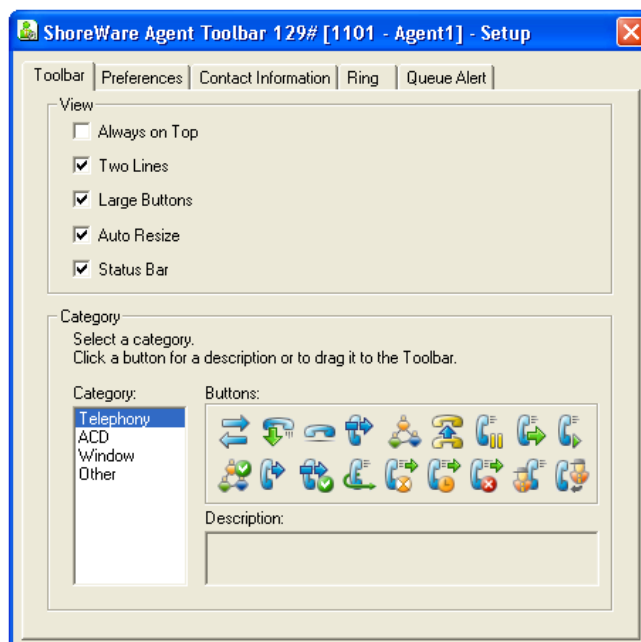 ShoreWare Agent Toolbar 129# [1101 - Agent1] - Setup
Toolbar Preferences Contact Information Ring Queue Alert
View
Always on Top
Two Lines
Large Buttons
Auto Resize
Status Bar
Category
Select a category.
Click a button for a description or to drag it to the Toolbar.
Category: Buttons:
Telephony
ACD
Window
Other
Description: